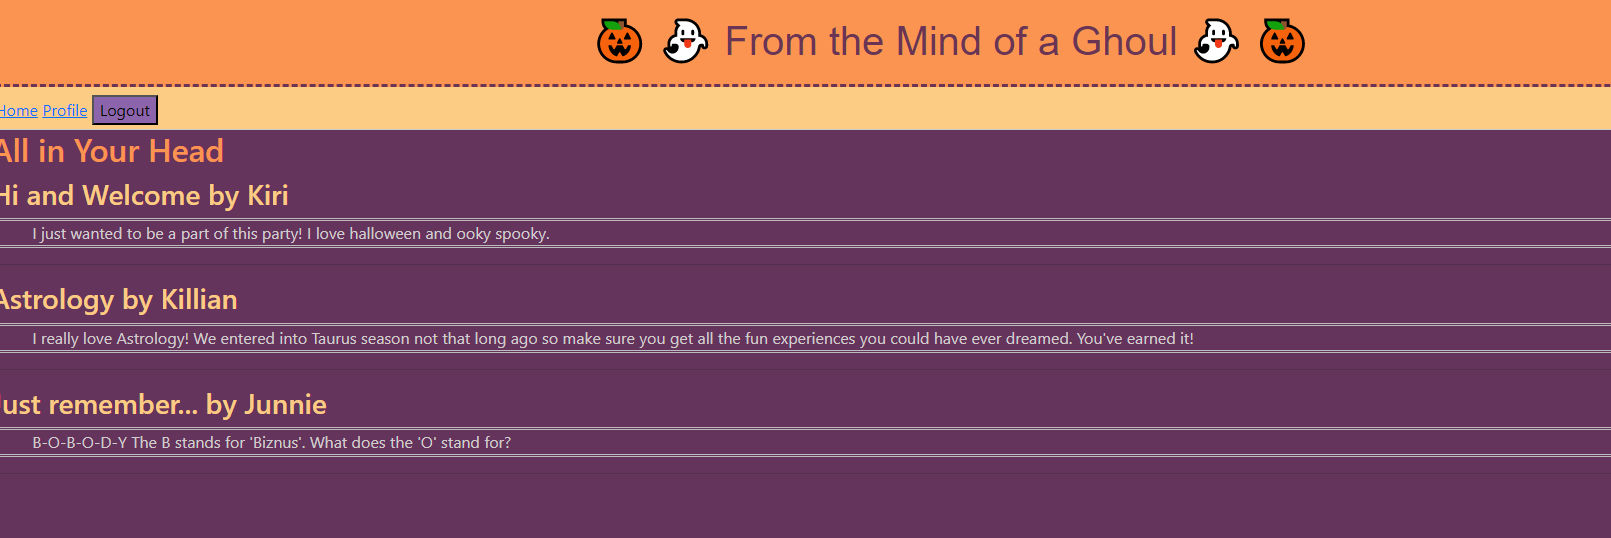 From the Mind of a Ghoul
Home Profile Logout
All in Your Head
Hi and Welcome by Kiri
I just wanted to be a part of this party! I love halloween and ooky spooky.
Astrology by Killian
I really love Astrology! We entered into Taurus season not that long ago so make sure you get all the fun experiences you could have ever dreamed. You've earned it!
Just remember... by Junnie
B-O-B-O-D-Y The B stands for 'Biznus'. What does the 'O' stand for?